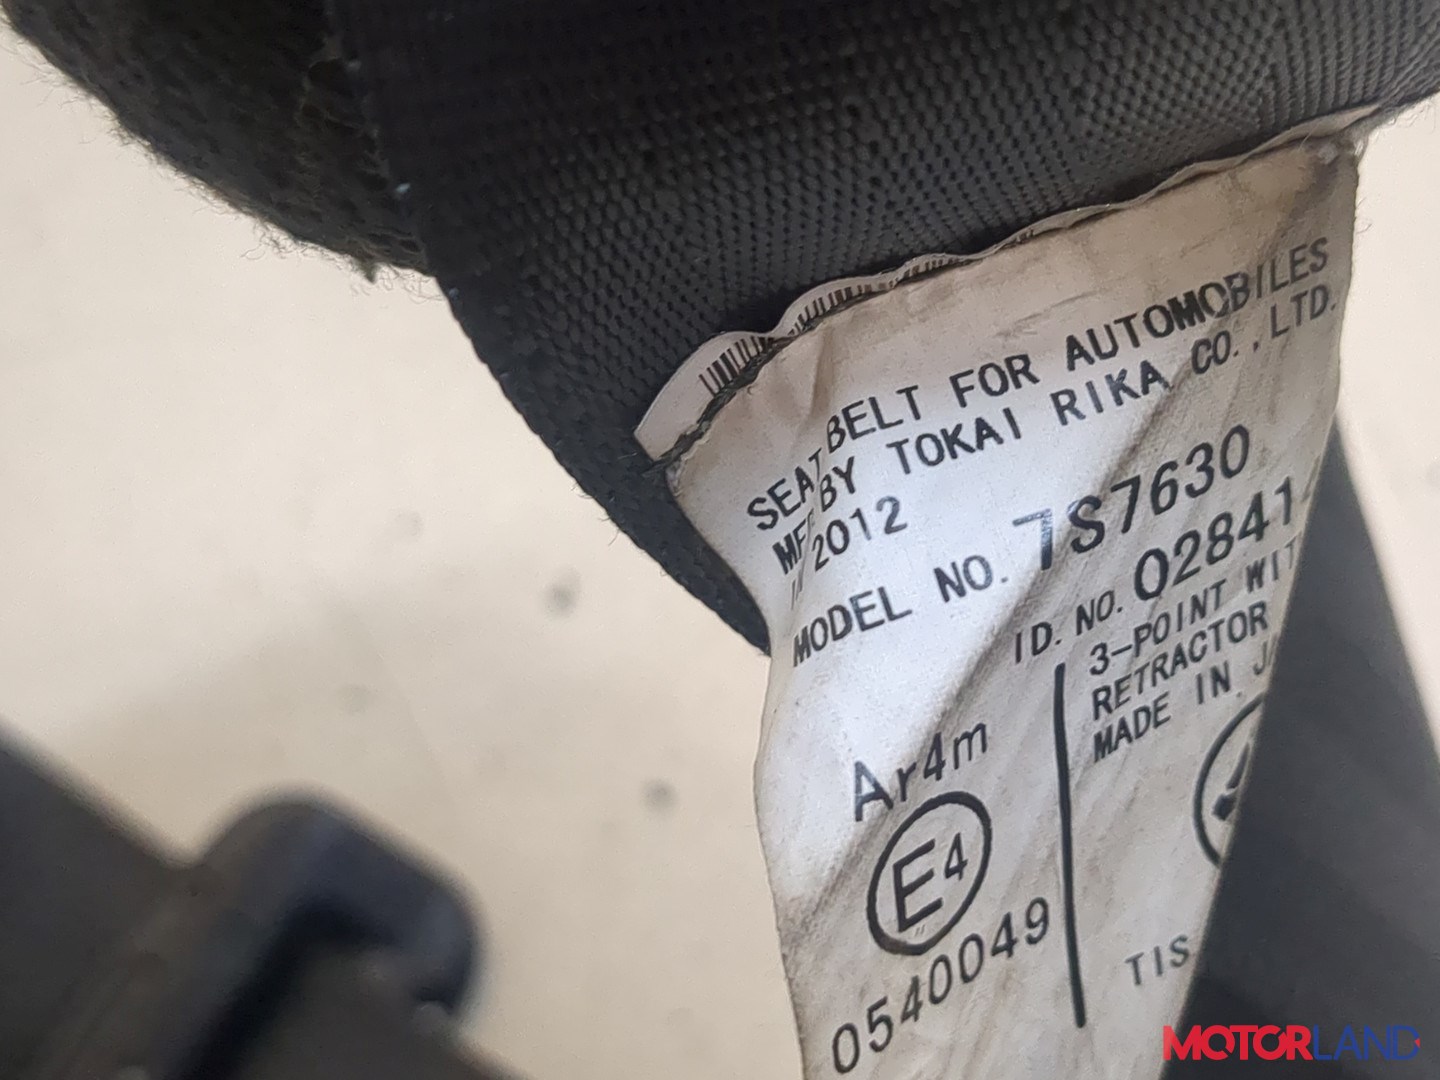 SEAT BELT FOR AUTOMOBILES
MFD BY TOKAI RIKA CO.,LTD.
IN 2012
MODEL NO. 7S7630
ID. NO. 02841
3-POINT WIT
RETRACTOR
MADE IN J
Ar4m
E4
0540049
TIS
MOTORLAND